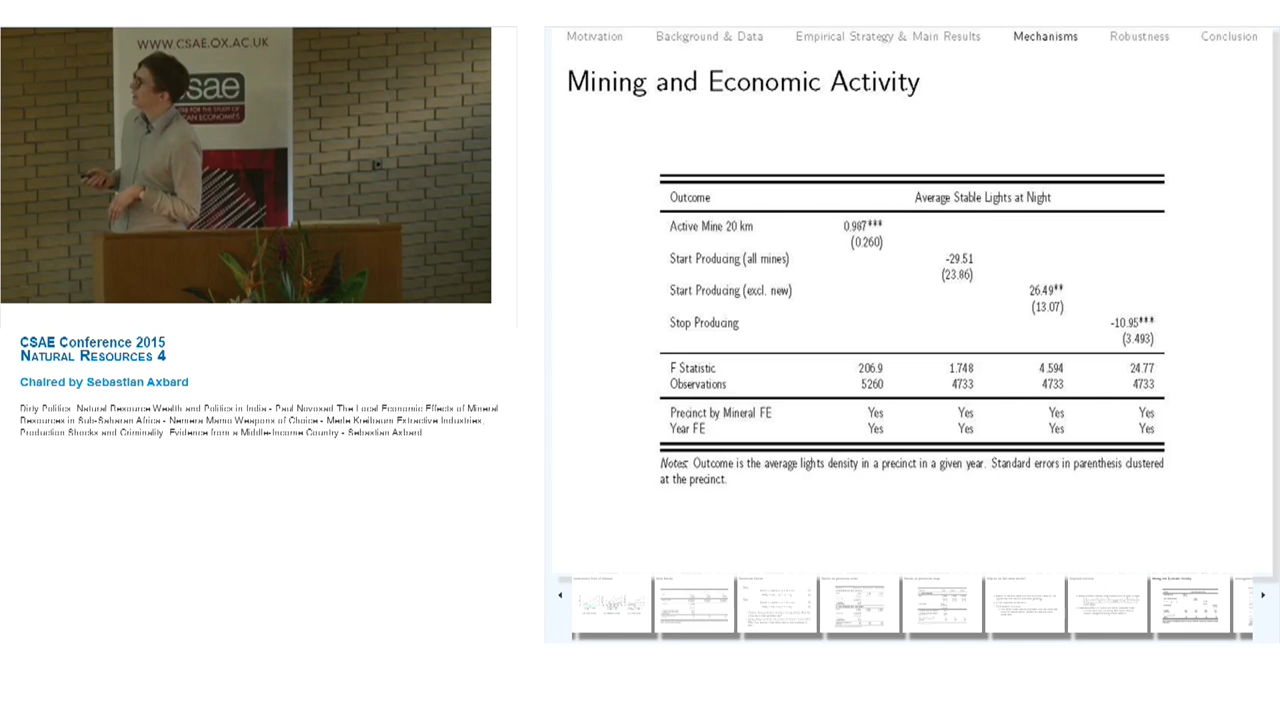 WWW.CSAE.OX.AC.UK
csae
CSAE Conference 2015
NATURAL RESOURCES 4
Chaired by Sebastian Axbard
Dirty Politics: Natural Resource Wealth and Politics in India - Paul Novosad The Local Economic Effects of Mineral
Resources in Sub-Saharan Africa - Nemera Mamo Weapons of Choice - Merle Kreibaum Extractive Industries,
Production Shocks and Criminality: Evidence from a Middle-Income Country - Sebastian Axbard
Motivation Background & Data Empirical Strategy & Main Results Mechanisms Robustness Conclusion
Mining and Economic Activity
Outcome Average Stable Lights at Night
Active Mine 20 km 0.987***
(0.260)
Start Producing (all mines) -29.51
(23.86)
Start Producing (excl. new) 26.49**
(13.07)
Stop Producing -10.95***
(3.493)
F Statistic 206.9 1.748 4.594 24.77
Observations 5260 4733 4733 4733
Precinct by Mineral FE Yes Yes Yes Yes
Year FE Yes Yes Yes Yes
Notes: Outcome is the average lights density in a precinct in a given year. Standard errors in parenthesis clustered
at the precinct.